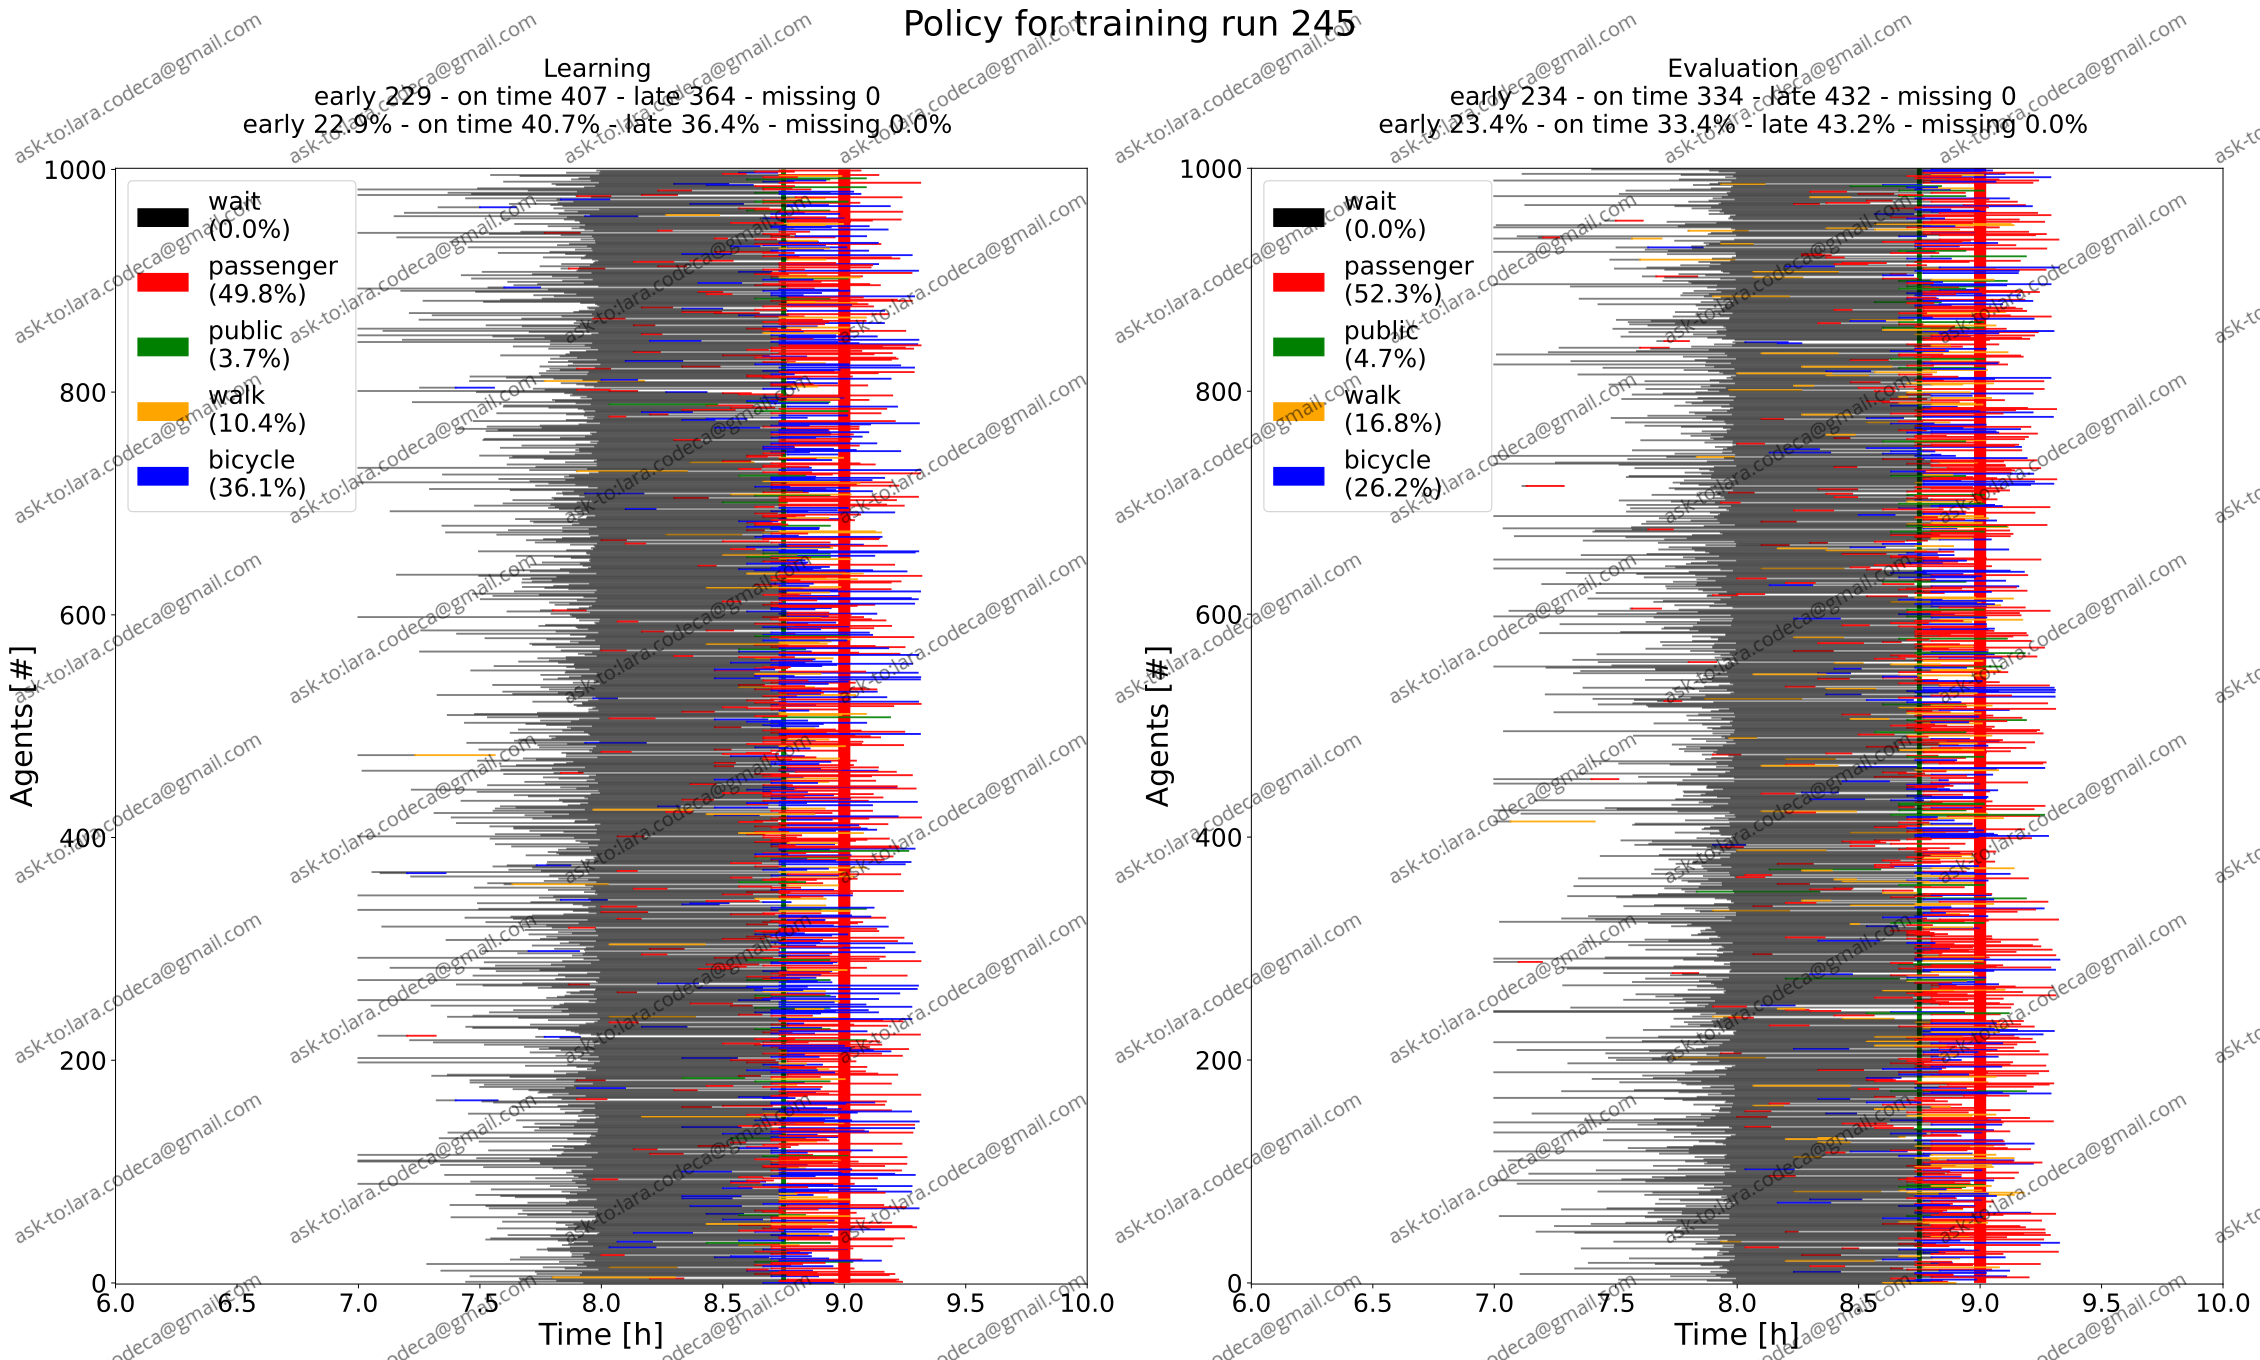 Policy for training run 245
Learning
early 229 - on time 407 - late 364 - missing 0
early 22.9% - on time 40.7% - late 36.4% - missing 0.0%
1000
800
600
400
200
0
Agents [#]
wait
(0.0%)
passenger
(49.8%)
public
(3.7%)
walk
(10.4%)
bicycle
(36.1%)
6.0 6.5 7.0 7.5 8.0 8.5 9.0 9.5 10.0
Time [h]
Evaluation
early 234 - on time 334 - late 432 - missing 0
early 23.4% - on time 33.4% - late 43.2% - missing 0.0%
1000
800
600
400
200
0
Agents [#]
wait
(0.0%)
passenger
(52.3%)
public
(4.7%)
walk
(16.8%)
bicycle
(26.2%)
6.0 6.5 7.0 7.5 8.0 8.5 9.0 9.5 10.0
Time [h]
ask-to:lara.codeca@gmail.com